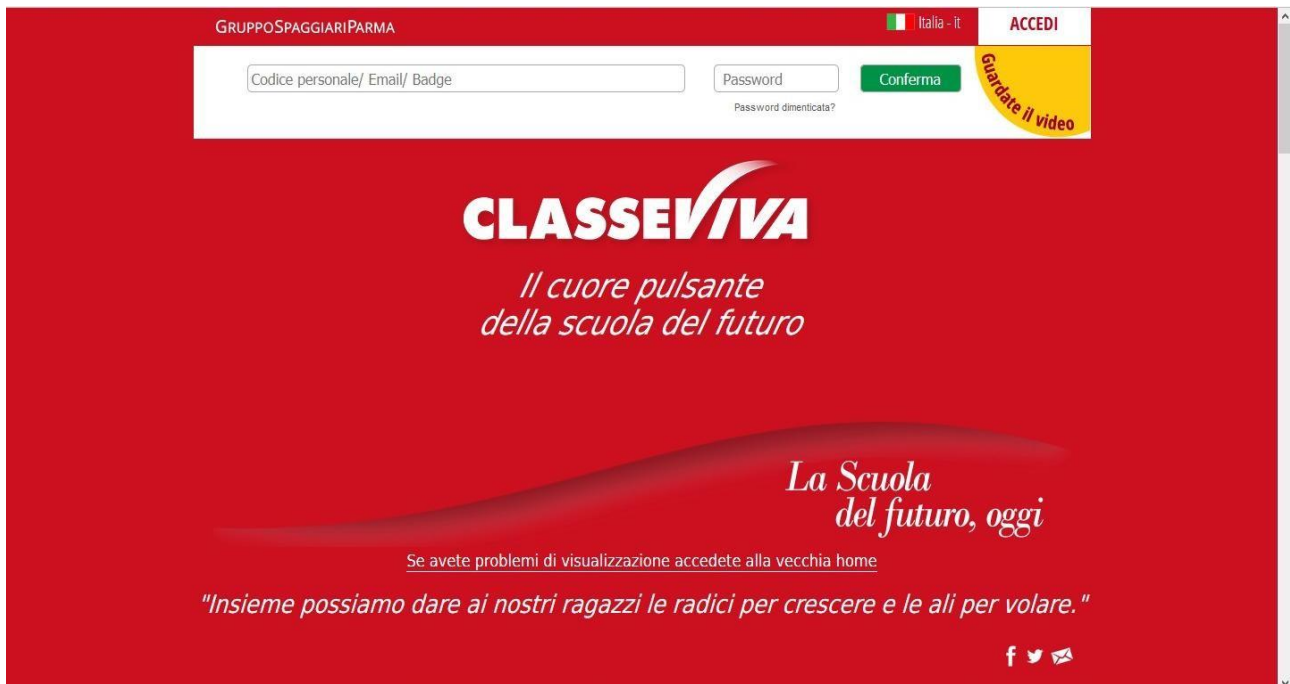 GRUPPOSPAGGIARIPARMA
Italia - it
ACCEDI
Codice personale/ Email/ Badge
Password
Conferma
Guardate il video
Password dimenticata?
CLASSEVIVA
Il cuore pulsante
della scuola del futuro
La Scuola
del futuro, oggi
Se avete problemi di visualizzazione accedete alla vecchia home
"Insieme possiamo dare ai nostri ragazzi le radici per crescere e le ali per volare."